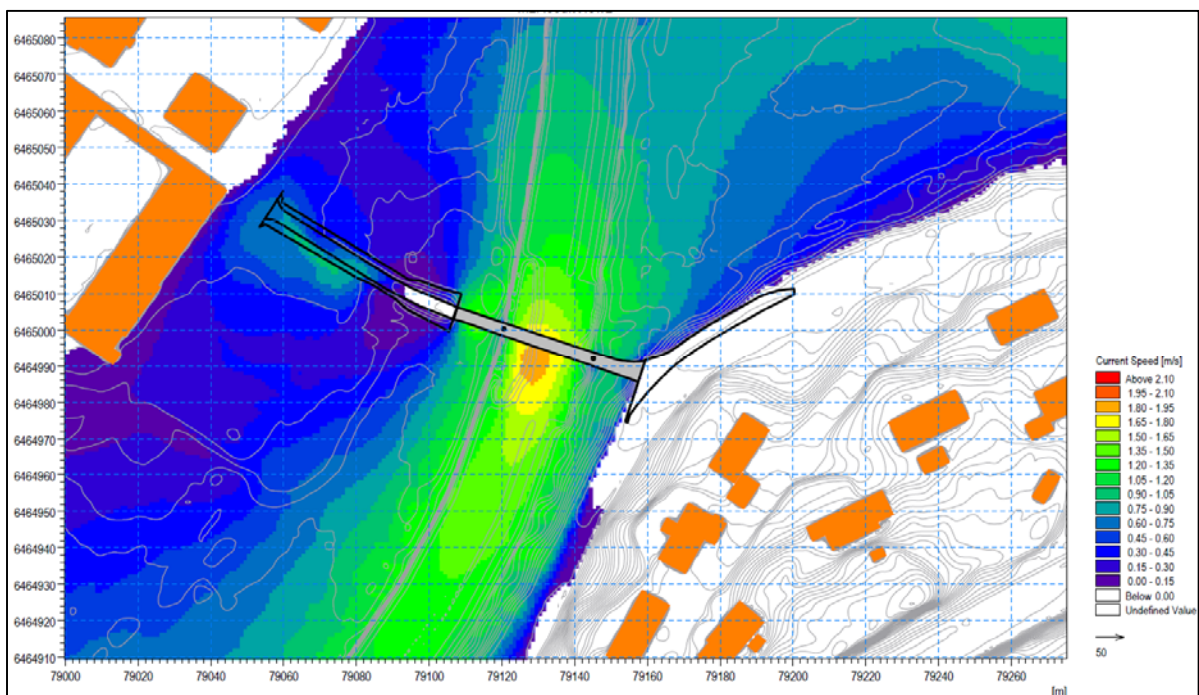 6465080
6465070
6465060
6465050
6465040
6465030
6465020
6465010
6465000
6464990
6464980
6464970
6464960
6464950
6464940
6464930
6464920
6464910
79000 79020 79040 79060 79080 79100 79120 79140 79160 79180 79200 79220 79240 79260
[m]
Current Speed [m/s]
Above 2.10
1.95 - 2.10
1.80 - 1.95
1.65 - 1.80
1.50 - 1.65
1.35 - 1.50
1.20 - 1.35
1.05 - 1.20
0.90 - 1.05
0.75 - 0.90
0.60 - 0.75
0.45 - 0.60
0.30 - 0.45
0.15 - 0.30
0.00 - 0.15
Below 0.00
Undefined Value
50